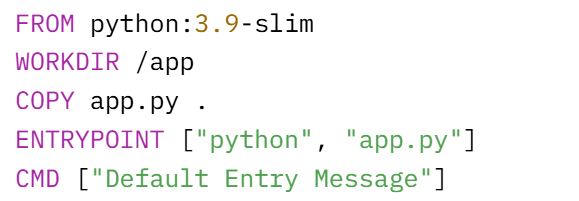 FROM python:3.9-slim
WORKDIR /app
COPY app.py .
ENTRYPOINT ["python", "app.py"]
CMD ["Default Entry Message"]